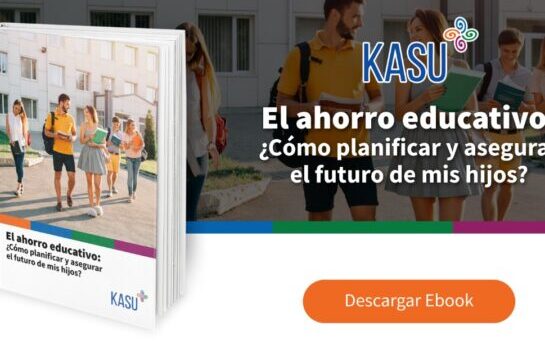 KASU
El ahorro educativo
¿Cómo planificar y asegura
el futuro de mis hijos?
El ahorro educativo:
¿Cómo planificar y asegurar
el futuro de mis hijos?
KASU
Descargar Ebook